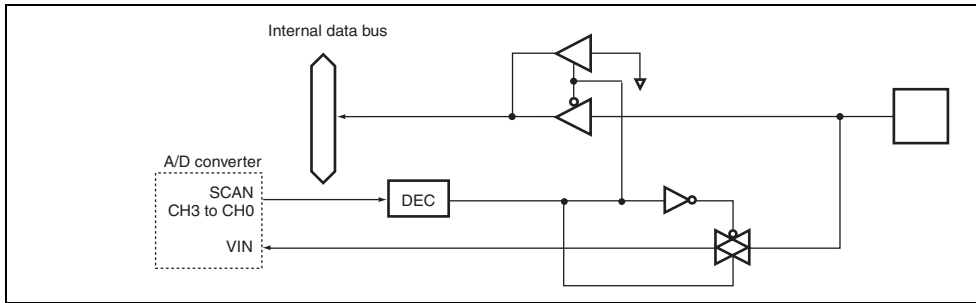 Internal data bus
A/D converter
SCAN
CH3 to CH0
DEC
VIN